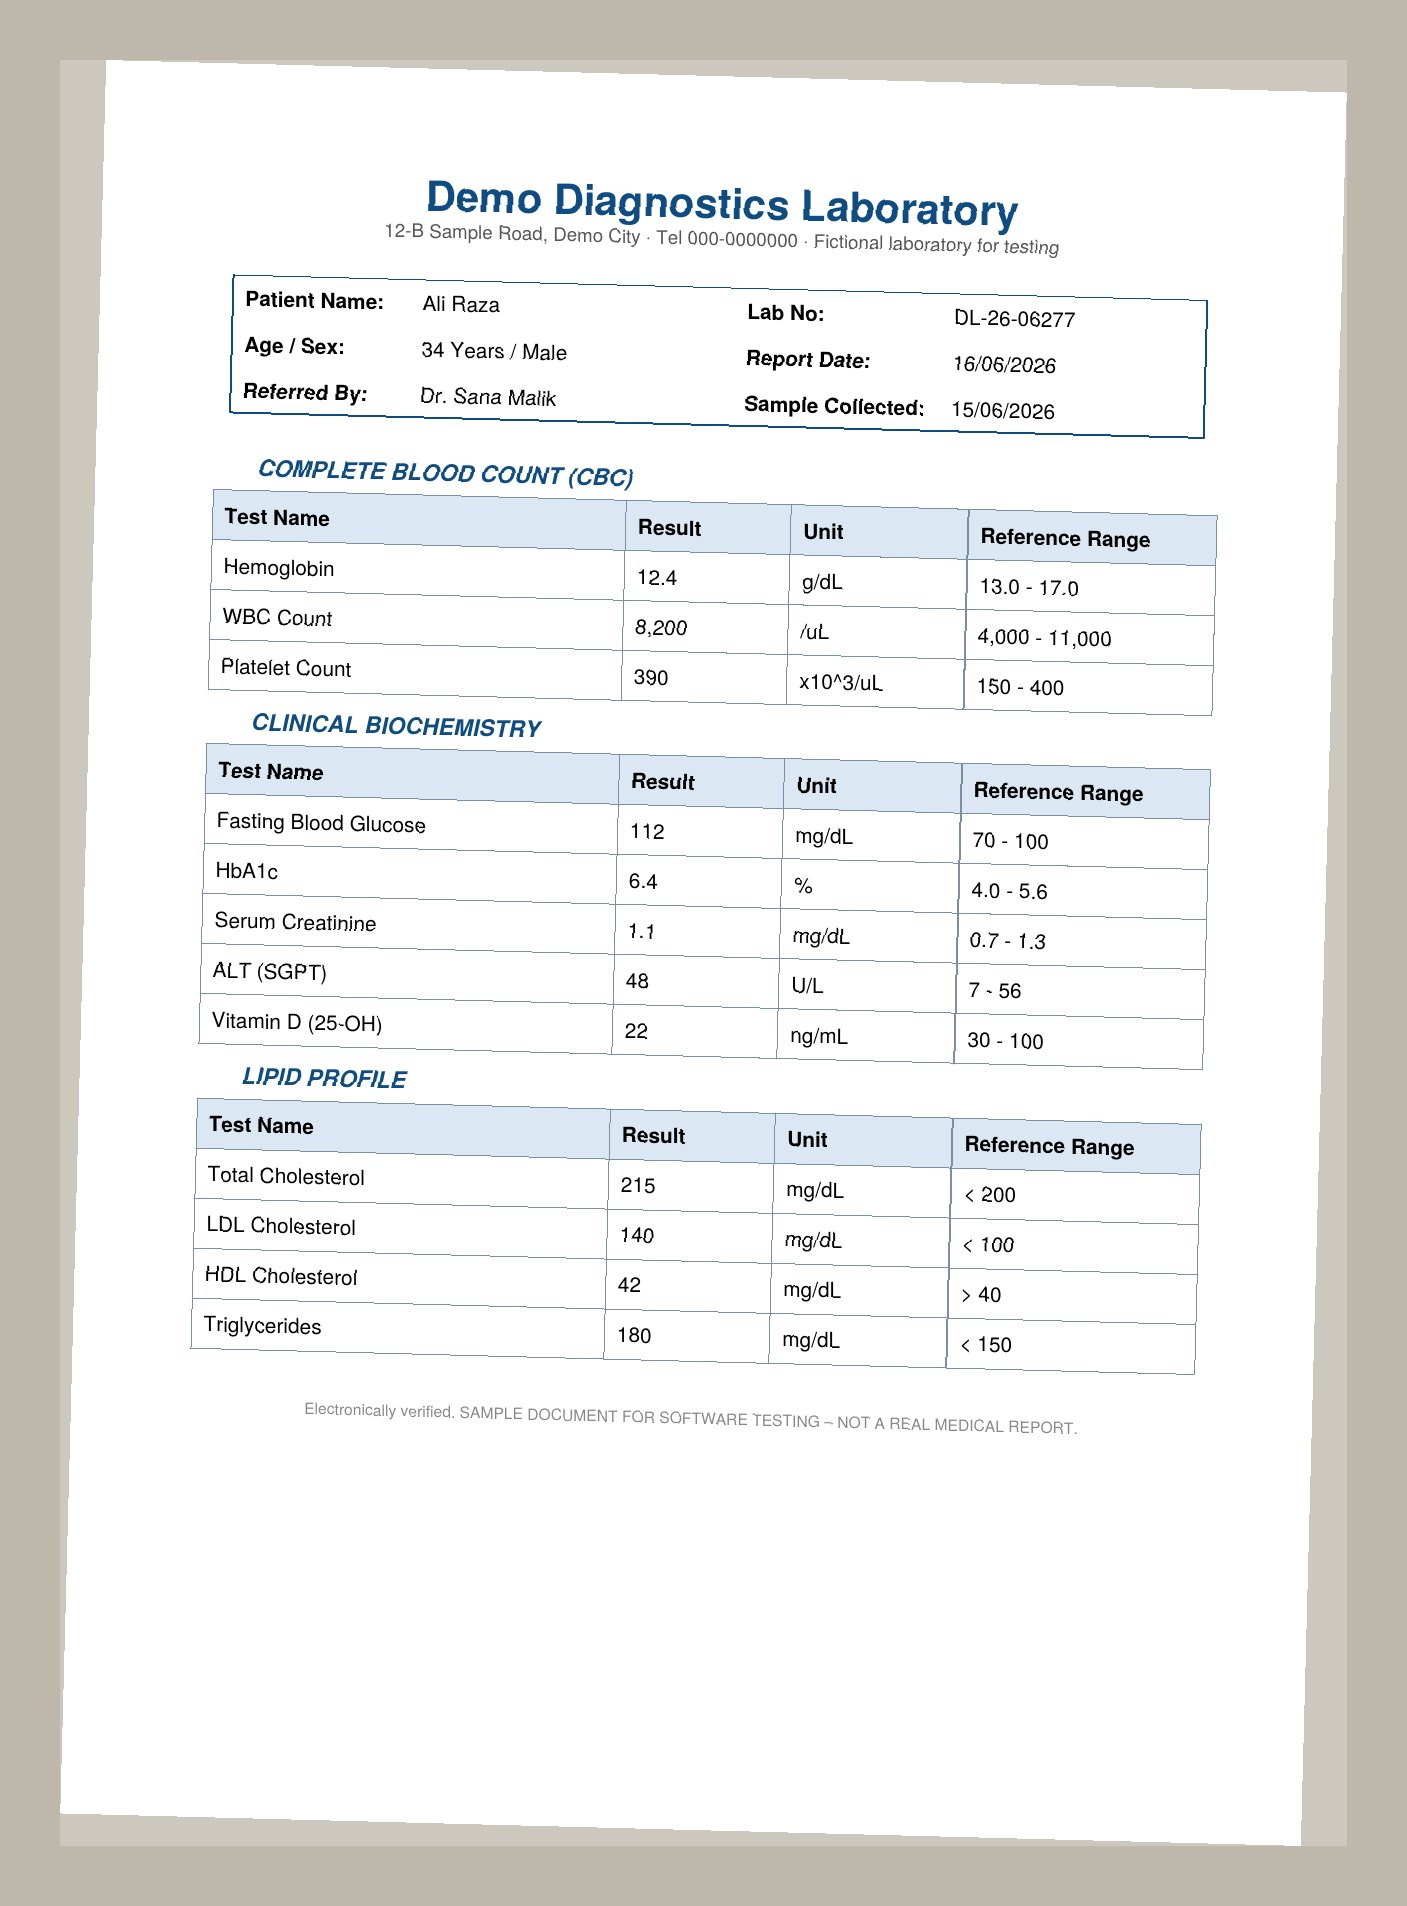 Demo Diagnostics Laboratory
12-B Sample Road, Demo City · Tel 000-0000000 · Fictional laboratory for testing
Patient Name: Ali Raza Lab No: DL-26-06277
Age / Sex: 34 Years / Male Report Date: 16/06/2026
Referred By: Dr. Sana Malik Sample Collected: 15/06/2026
COMPLETE BLOOD COUNT (CBC)
Test Name Result Unit Reference Range
Hemoglobin 12.4 g/dL 13.0 - 17.0
WBC Count 8,200 /uL 4,000 - 11,000
Platelet Count 390 x10^3/uL 150 - 400
CLINICAL BIOCHEMISTRY
Test Name Result Unit Reference Range
Fasting Blood Glucose 112 mg/dL 70 - 100
HbA1c 6.4 % 4.0 - 5.6
Serum Creatinine 1.1 mg/dL 0.7 - 1.3
ALT (SGPT) 48 U/L 7 - 56
Vitamin D (25-OH) 22 ng/mL 30 - 100
LIPID PROFILE
Test Name Result Unit Reference Range
Total Cholesterol 215 mg/dL < 200
LDL Cholesterol 140 mg/dL < 100
HDL Cholesterol 42 mg/dL > 40
Triglycerides 180 mg/dL < 150
Electronically verified. SAMPLE DOCUMENT FOR SOFTWARE TESTING – NOT A REAL MEDICAL REPORT.